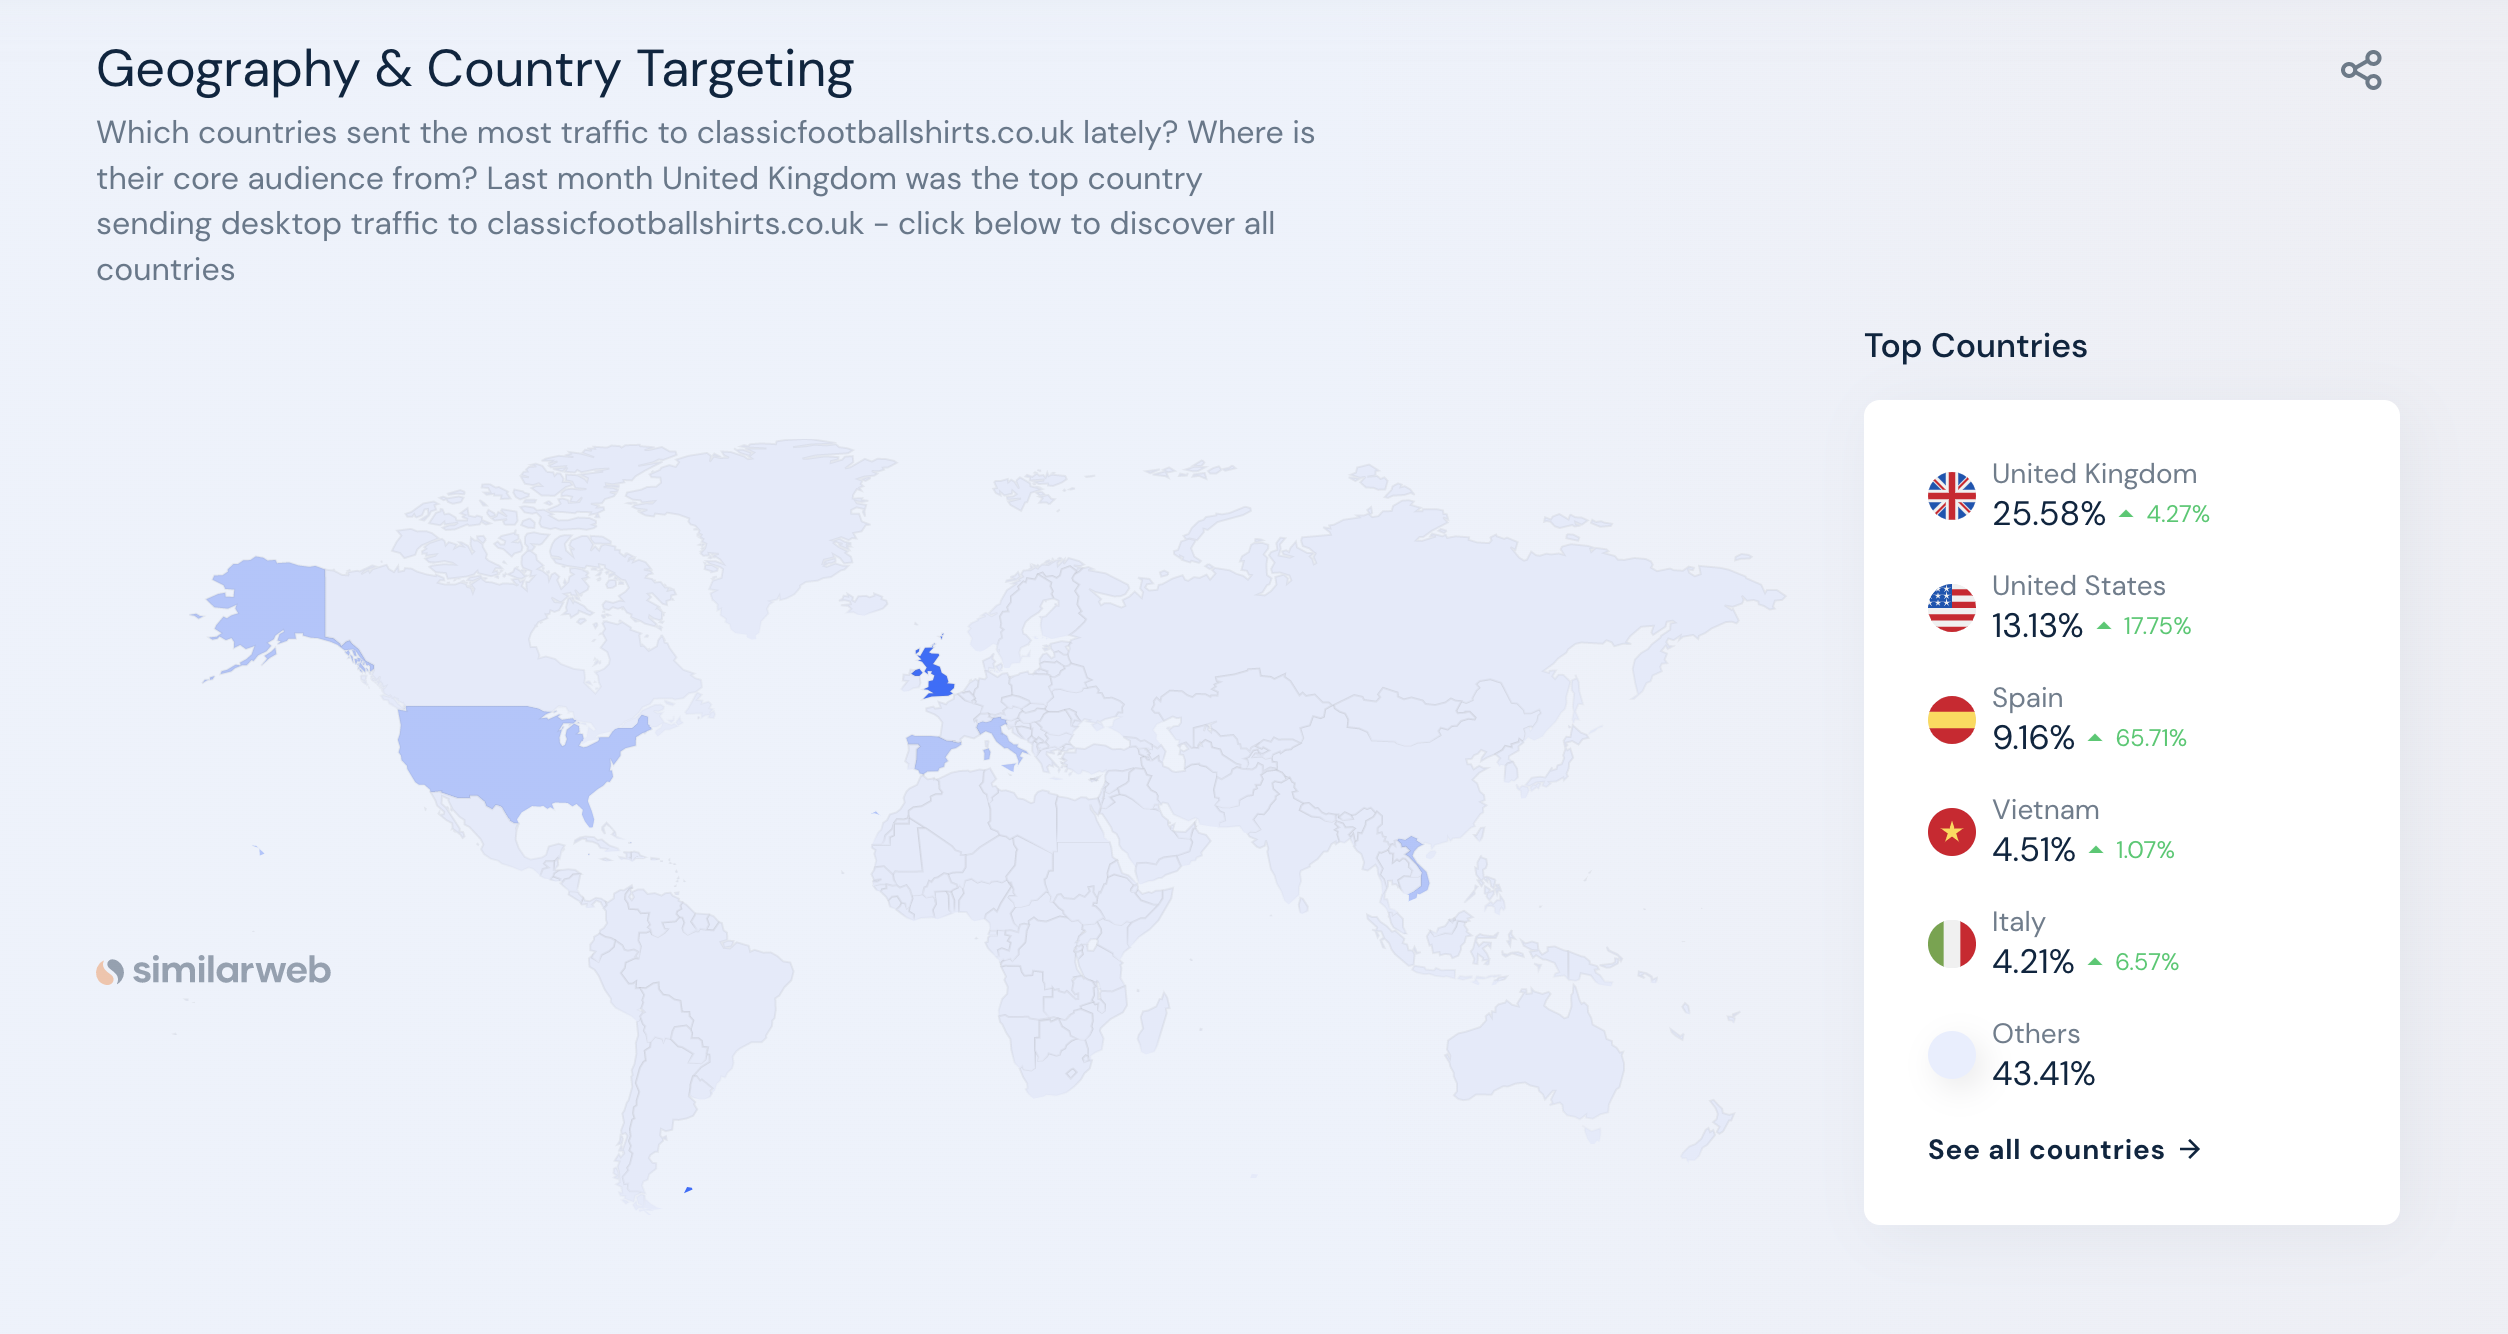 Geography & Country Targeting
Which countries sent the most traffic to classicfootballshirts.co.uk lately? Where is
their core audience from? Last month United Kingdom was the top country
sending desktop traffic to classicfootballshirts.co.uk - click below to discover all
countries
Top Countries
United Kingdom
25.58% 4.27%
United States
13.13% 17.75%
Spain
9.16% 65.71%
Vietnam
4.51% 1.07%
Italy
4.21% 6.57%
Others
43.41%
See all countries →
similarweb